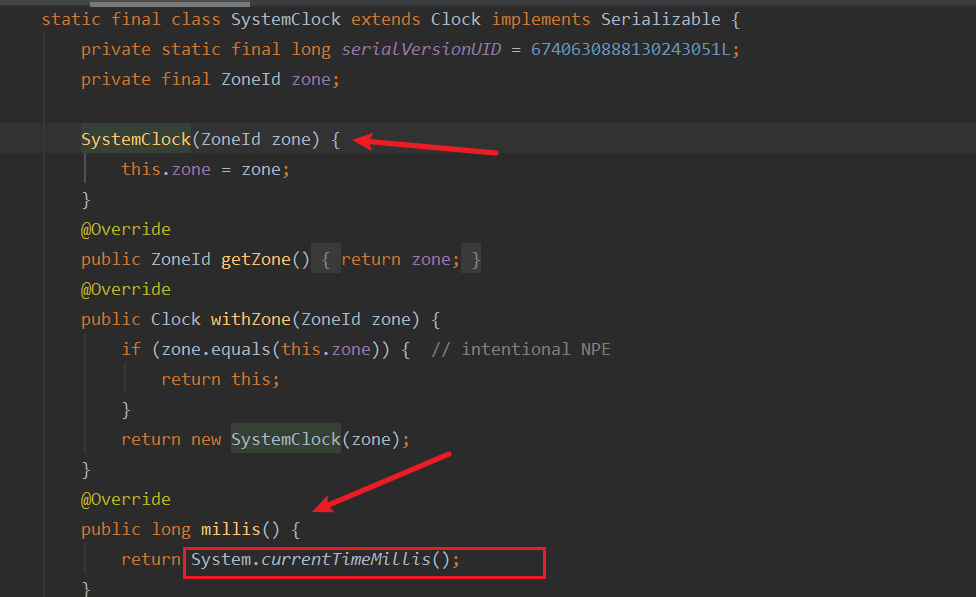 static final class SystemClock extends Clock implements Serializable {
    private static final long serialVersionUID = 6740630888130243051L;
    private final ZoneId zone;

    SystemClock(ZoneId zone) {
        this.zone = zone;
    }
    @Override
    public ZoneId getZone() { return zone; }
    @Override
    public Clock withZone(ZoneId zone) {
        if (zone.equals(this.zone)) {  // intentional NPE
            return this;
        }
        return new SystemClock(zone);
    }
    @Override
    public long millis() {
        return System.currentTimeMillis();
    }